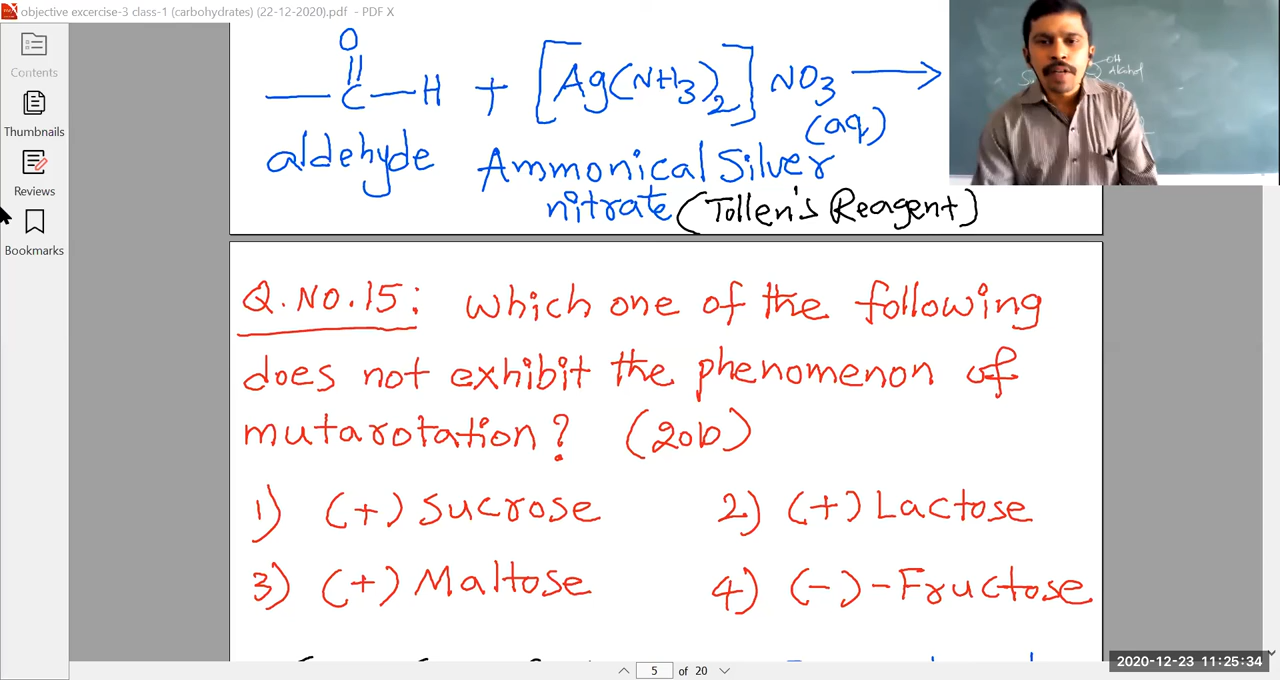 objective excercise-3 class-1 (carbohydrates) (22-12-2020).pdf - PDF X
Contents
Thumbnails
Reviews
Bookmarks
O
C—H + [Ag(NH3)2] NO3 →
(aq)
aldehyde Ammonical Silver
nitrate (Tollen's Reagent)
OH
Alcohol
Q.NO.15: Which one of the following
does not exhibit the phenomenon of
mutarotation? (2010)
1) (+) Sucrose 2) (+) Lactose
3) (+) Maltose 4) (-)-Fructose
5 of 20
2020-12-23 11:25:34